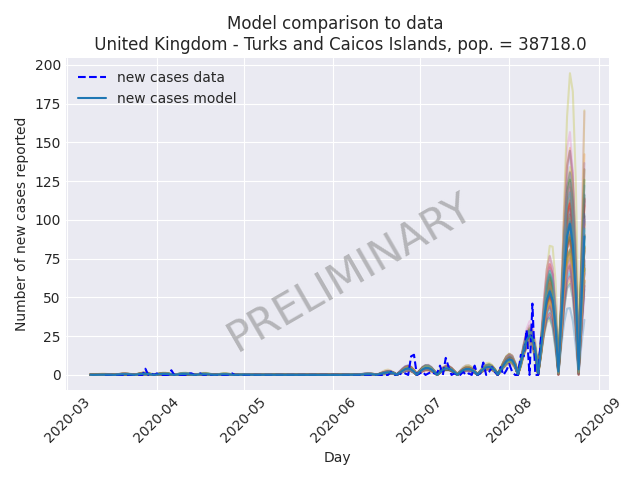 Model comparison to data
United Kingdom - Turks and Caicos Islands, pop. = 38718.0
new cases data
new cases model
Number of new cases reported
200
175
150
125
100
75
50
25
0
PRELIMINARY
2020-03
2020-04
2020-05
2020-06
2020-07
2020-08
2020-09
Day